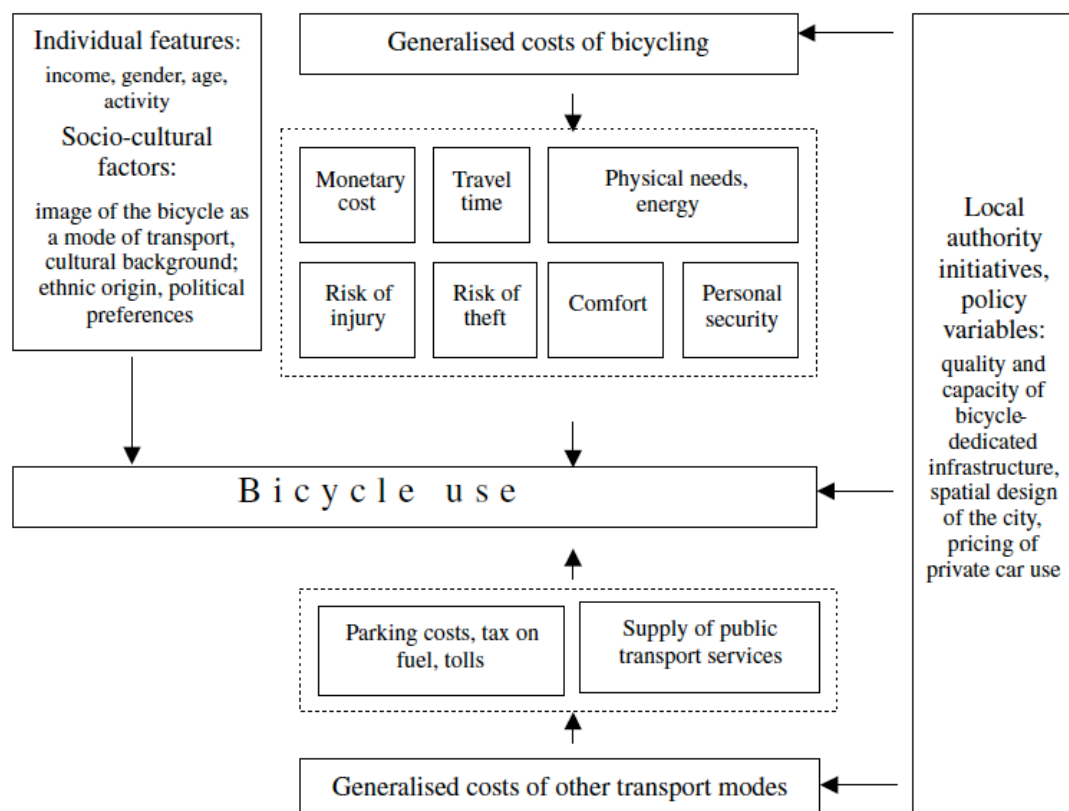 Individual features:
income, gender, age,
activity
Socio-cultural
factors:
image of the bicycle as
a mode of transport,
cultural background;
ethnic origin, political
preferences
Generalised costs of bicycling
Monetary
cost
Travel
time
Physical needs,
energy
Risk of
injury
Risk of
theft
Comfort
Personal
security
Bicycle use
Parking costs, tax on
fuel, tolls
Supply of public
transport services
Generalised costs of other transport modes
Local
authority
initiatives,
policy
variables:
quality and
capacity of
bicycle-
dedicated
infrastructure,
spatial design
of the city,
pricing of
private car use